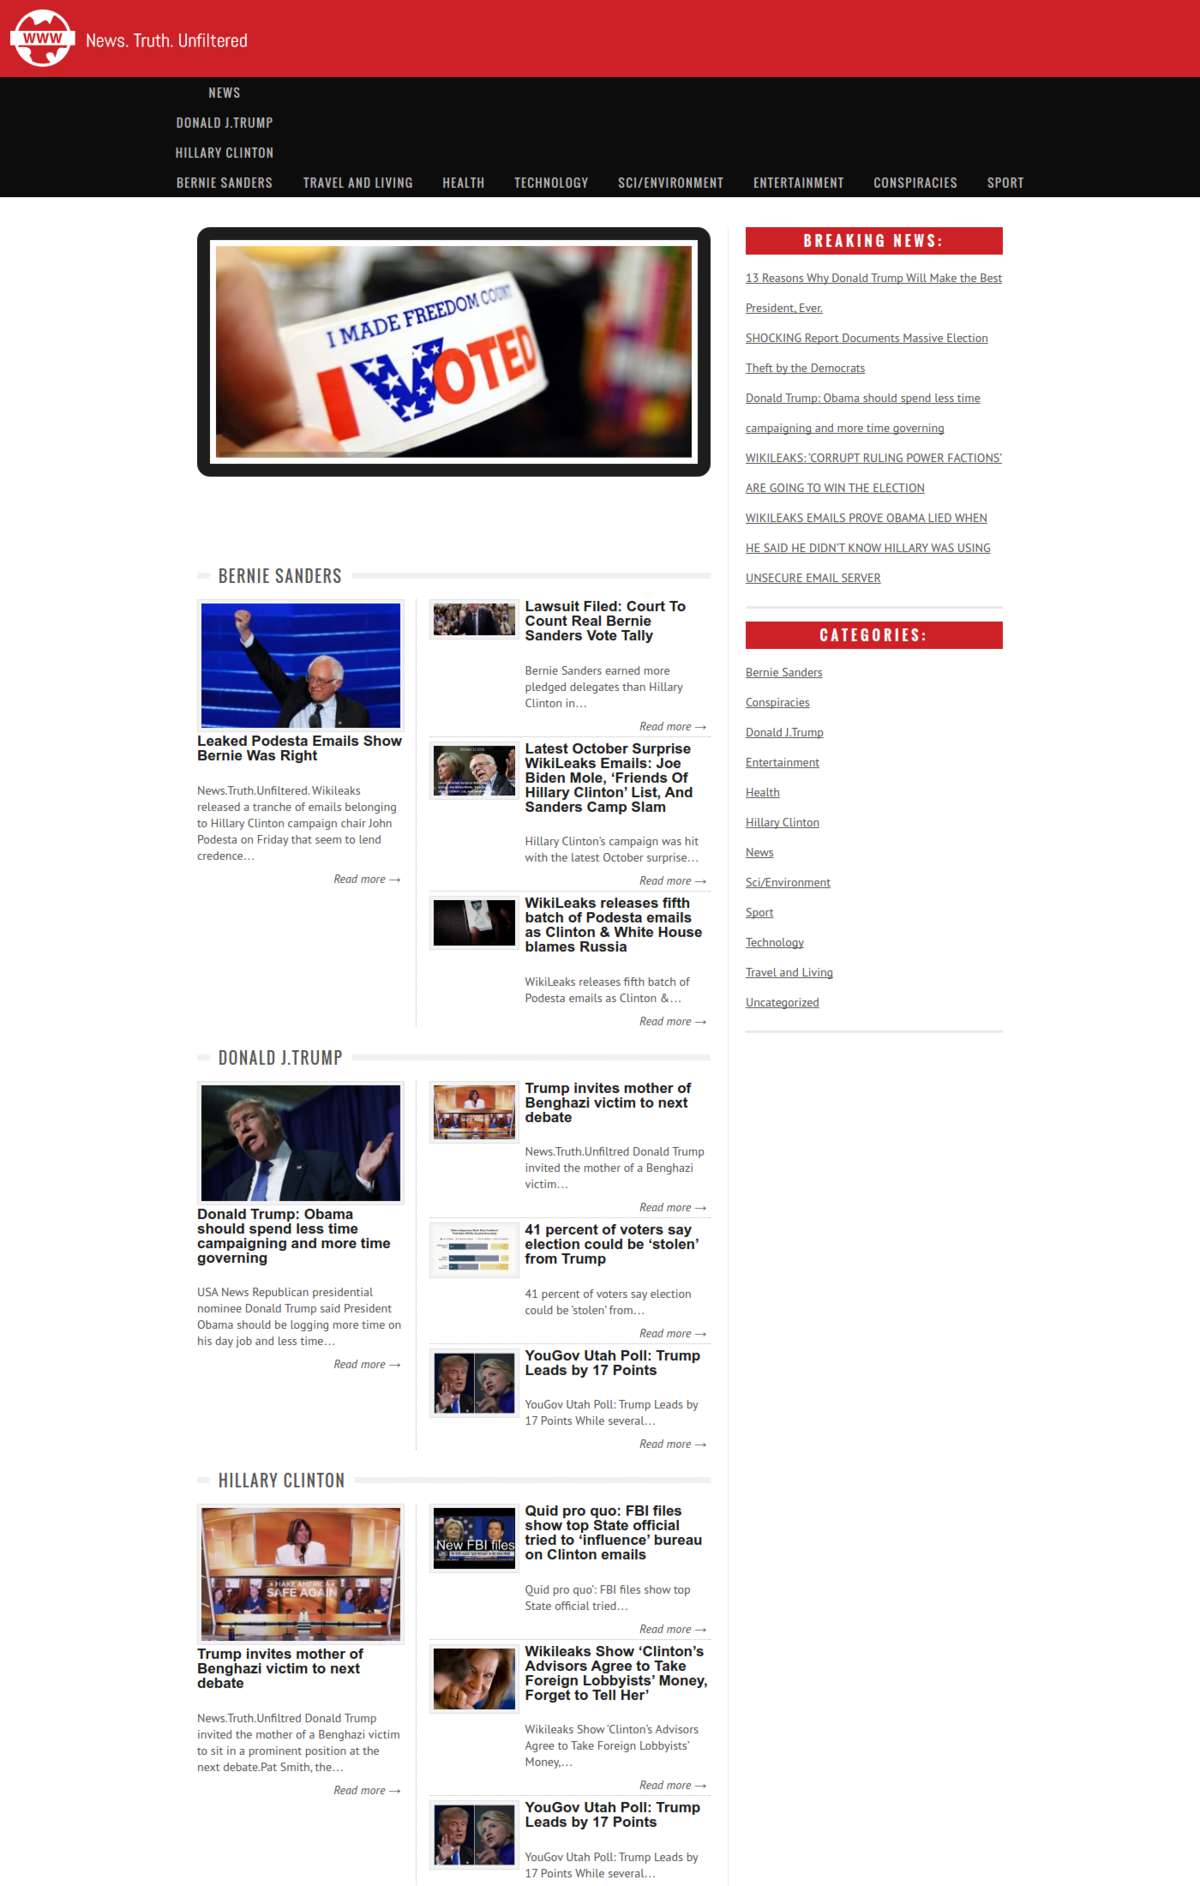 WWW
News. Truth. Unfiltered
NEWS
DONALD J.TRUMP
HILLARY CLINTON
BERNIE SANDERS TRAVEL AND LIVING HEALTH TECHNOLOGY SCI/ENVIRONMENT ENTERTAINMENT CONSPIRACIES SPORT
I MADE FREEDOM COUNT
I VOTED
BERNIE SANDERS
Leaked Podesta Emails Show
Bernie Was Right
News.Truth.Unfiltered. Wikileaks
released a tranche of emails belonging
to Hillary Clinton campaign chair John
Podesta on Friday that seem to lend
credence…
Read more →
Lawsuit Filed: Court To
Count Real Bernie
Sanders Vote Tally
Bernie Sanders earned more
pledged delegates than Hillary
Clinton in…
Read more →
Latest October Surprise
WikiLeaks Emails: Joe
Biden Mole, ‘Friends Of
Hillary Clinton’ List, And
Sanders Camp Slam
Hillary Clinton’s campaign was hit
with the latest October surprise…
Read more →
WikiLeaks releases fifth
batch of Podesta emails
as Clinton & White House
blames Russia
WikiLeaks releases fifth batch of
Podesta emails as Clinton &…
Read more →
DONALD J.TRUMP
Donald Trump: Obama
should spend less time
campaigning and more time
governing
USA News Republican presidential
nominee Donald Trump said President
Obama should be logging more time on
his day job and less time…
Read more →
Trump invites mother of
Benghazi victim to next
debate
News.Truth.Unfiltred Donald Trump
invited the mother of a Benghazi
victim…
Read more →
41 percent of voters say
election could be ‘stolen’
from Trump
41 percent of voters say election
could be ‘stolen’ from…
Read more →
YouGov Utah Poll: Trump
Leads by 17 Points
YouGov Utah Poll: Trump Leads by
17 Points While several…
Read more →
HILLARY CLINTON
MAKE AMERICA
SAFE AGAIN
Trump invites mother of
Benghazi victim to next
debate
News.Truth.Unfiltred Donald Trump
invited the mother of a Benghazi victim
to sit in a prominent position at the
next debate.Pat Smith, the…
Read more →
New FBI files
Quid pro quo: FBI files
show top State official
tried to ‘influence’ bureau
on Clinton emails
Quid pro quo’: FBI files show top
State official tried…
Read more →
Wikileaks Show ‘Clinton’s
Advisors Agree to Take
Foreign Lobbyists’ Money,
Forget to Tell Her’
Wikileaks Show ‘Clinton’s Advisors
Agree to Take Foreign Lobbyists’
Money,…
Read more →
YouGov Utah Poll: Trump
Leads by 17 Points
YouGov Utah Poll: Trump Leads by
17 Points While several…
BREAKING NEWS:
13 Reasons Why Donald Trump Will Make the Best
President, Ever.
SHOCKING Report Documents Massive Election
Theft by the Democrats
Donald Trump: Obama should spend less time
campaigning and more time governing
WIKILEAKS: ‘CORRUPT RULING POWER FACTIONS’
ARE GOING TO WIN THE ELECTION
WIKILEAKS EMAILS PROVE OBAMA LIED WHEN
HE SAID HE DIDN’T KNOW HILLARY WAS USING
UNSECURE EMAIL SERVER
CATEGORIES:
Bernie Sanders
Conspiracies
Donald J.Trump
Entertainment
Health
Hillary Clinton
News
Sci/Environment
Sport
Technology
Travel and Living
Uncategorized